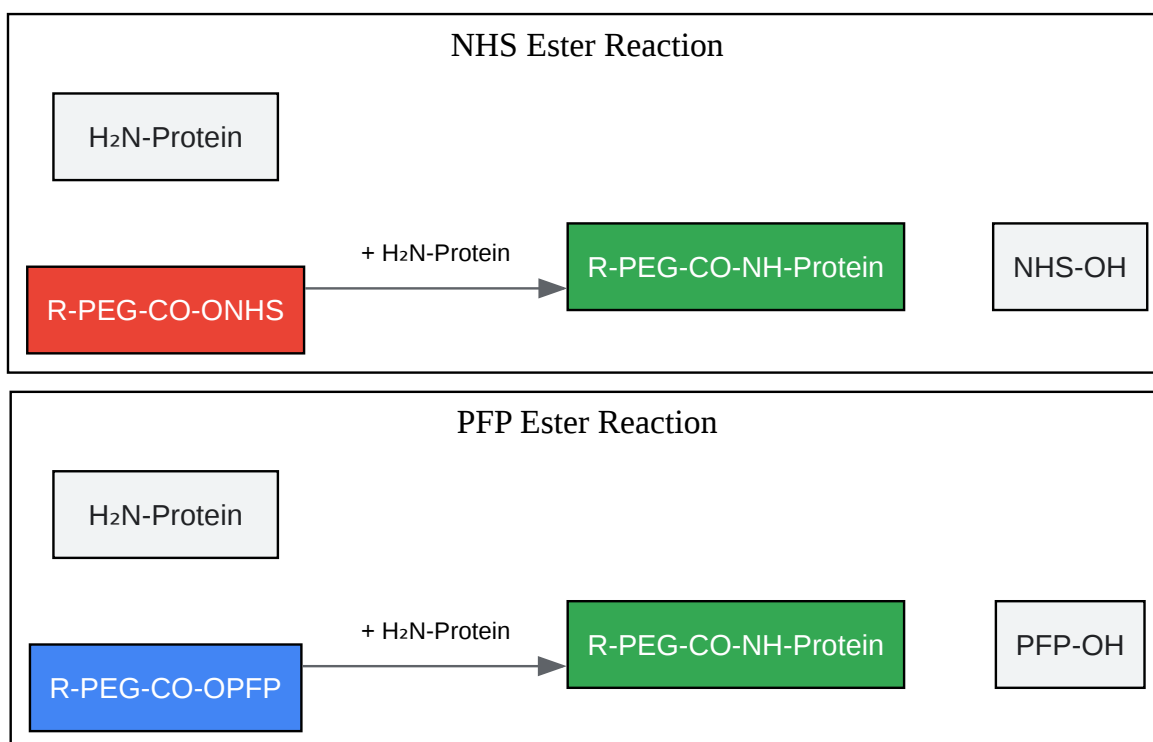 NHS Ester Reaction
H₂N-Protein
+ H₂N-Protein
R-PEG-CO-ONHS
R-PEG-CO-NH-Protein
NHS-OH
PFP Ester Reaction
H₂N-Protein
+ H₂N-Protein
R-PEG-CO-OPFP
R-PEG-CO-NH-Protein
PFP-OH